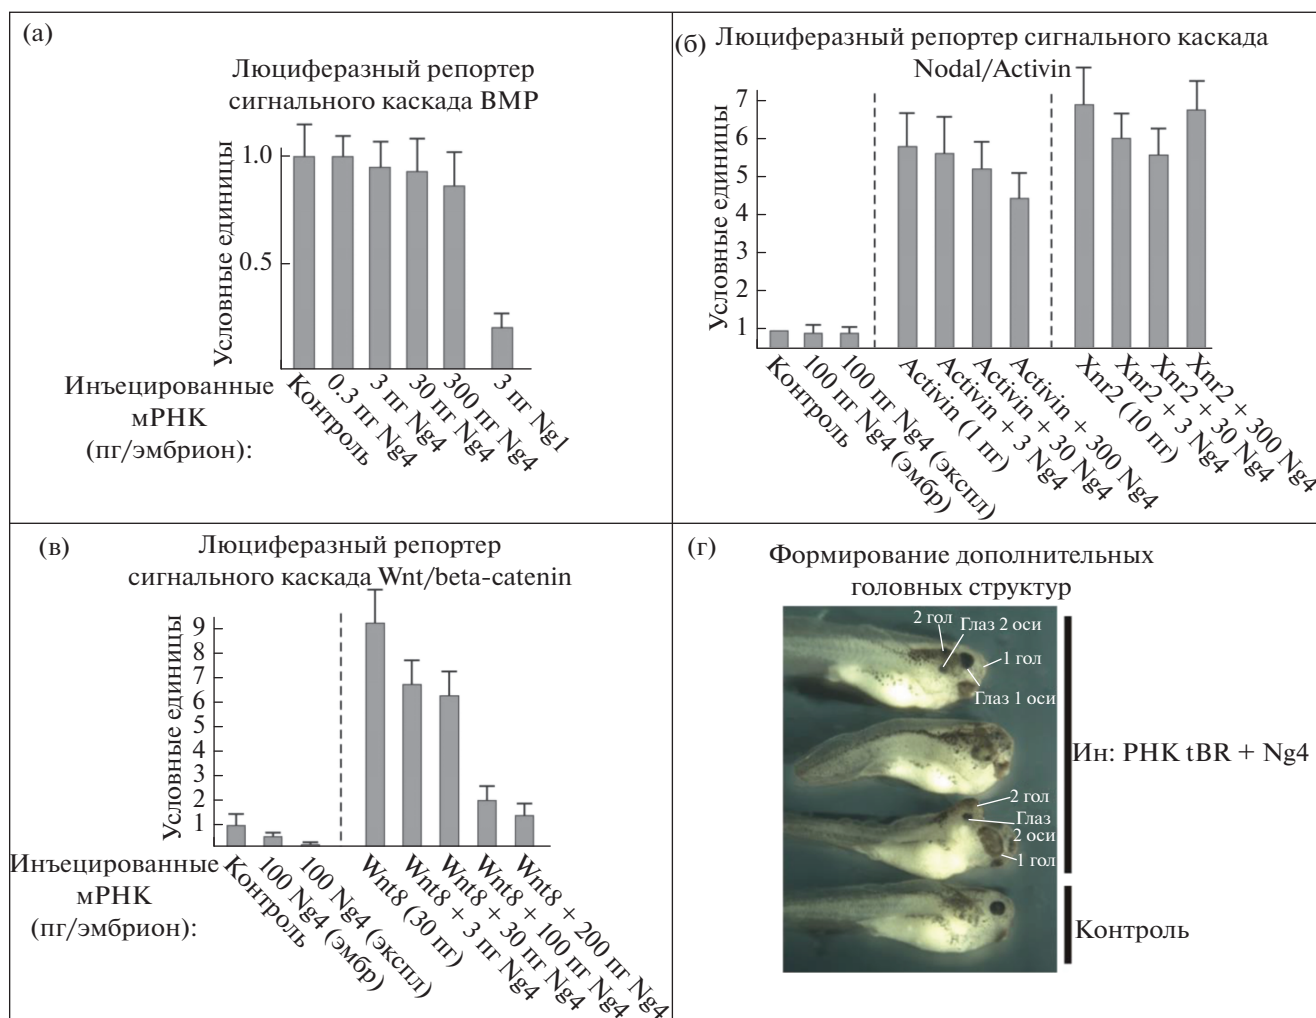 (а)
Люциферазный репортер
сигнального каскада BMP
Условные единицы
1.0
0.5
Инъецированные
мРНК
(пг/эмбрион):
Контроль
0.3 пг Ng4
3 пг Ng4
30 пг Ng4
300 пг Ng4
3 пг Ng1
(б)
Люциферазный репортер сигнального каскада
Nodal/Activin
Условные единицы
7
6
5
4
3
2
1
Контроль
100 пг Ng4 (эмбр)
100 пг Ng4 (экспл)
Activin (1 пг)
Activin + 3 Ng4
Activin + 30 Ng4
Activin + 300 Ng4
Xnr2 (10 пг)
Xnr2 + 3 Ng4
Xnr2 + 30 Ng4
Xnr2 + 300 Ng4
(в)
Люциферазный репортер
сигнального каскада Wnt/beta-catenin
Условные единицы
9
8
7
6
5
4
3
2
1
Инъецированные
мРНК
(пг/эмбрион):
Контроль
100 Ng4 (эмбр)
100 Ng4 (экспл)
Wnt8 (30 пг)
Wnt8 + 3 пг Ng4
Wnt8 + 30 пг Ng4
Wnt8 + 100 пг Ng4
Wnt8 + 200 пг Ng4
(г)
Формирование дополнительных
головных структур
2 гол
Глаз 2 оси
1 гол
Глаз 1 оси
2 гол
Глаз
2 оси
1 гол
Ин: РНК tBR + Ng4
Контроль